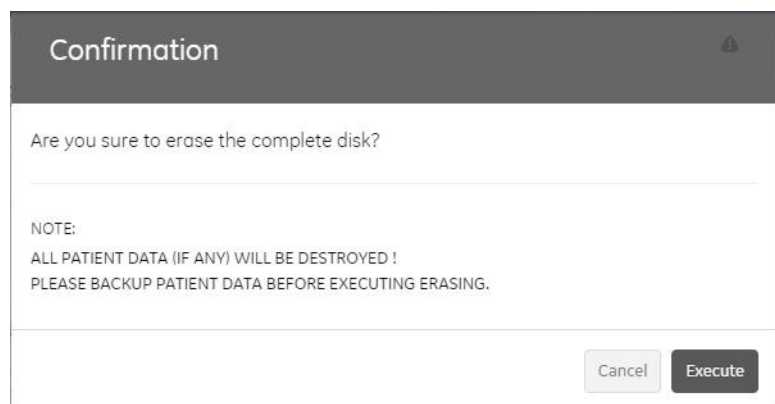 Confirmation
Are you sure to erase the complete disk?
NOTE:
ALL PATIENT DATA (IF ANY) WILL BE DESTROYED !
PLEASE BACKUP PATIENT DATA BEFORE EXECUTING ERASING.
Cancel
Execute